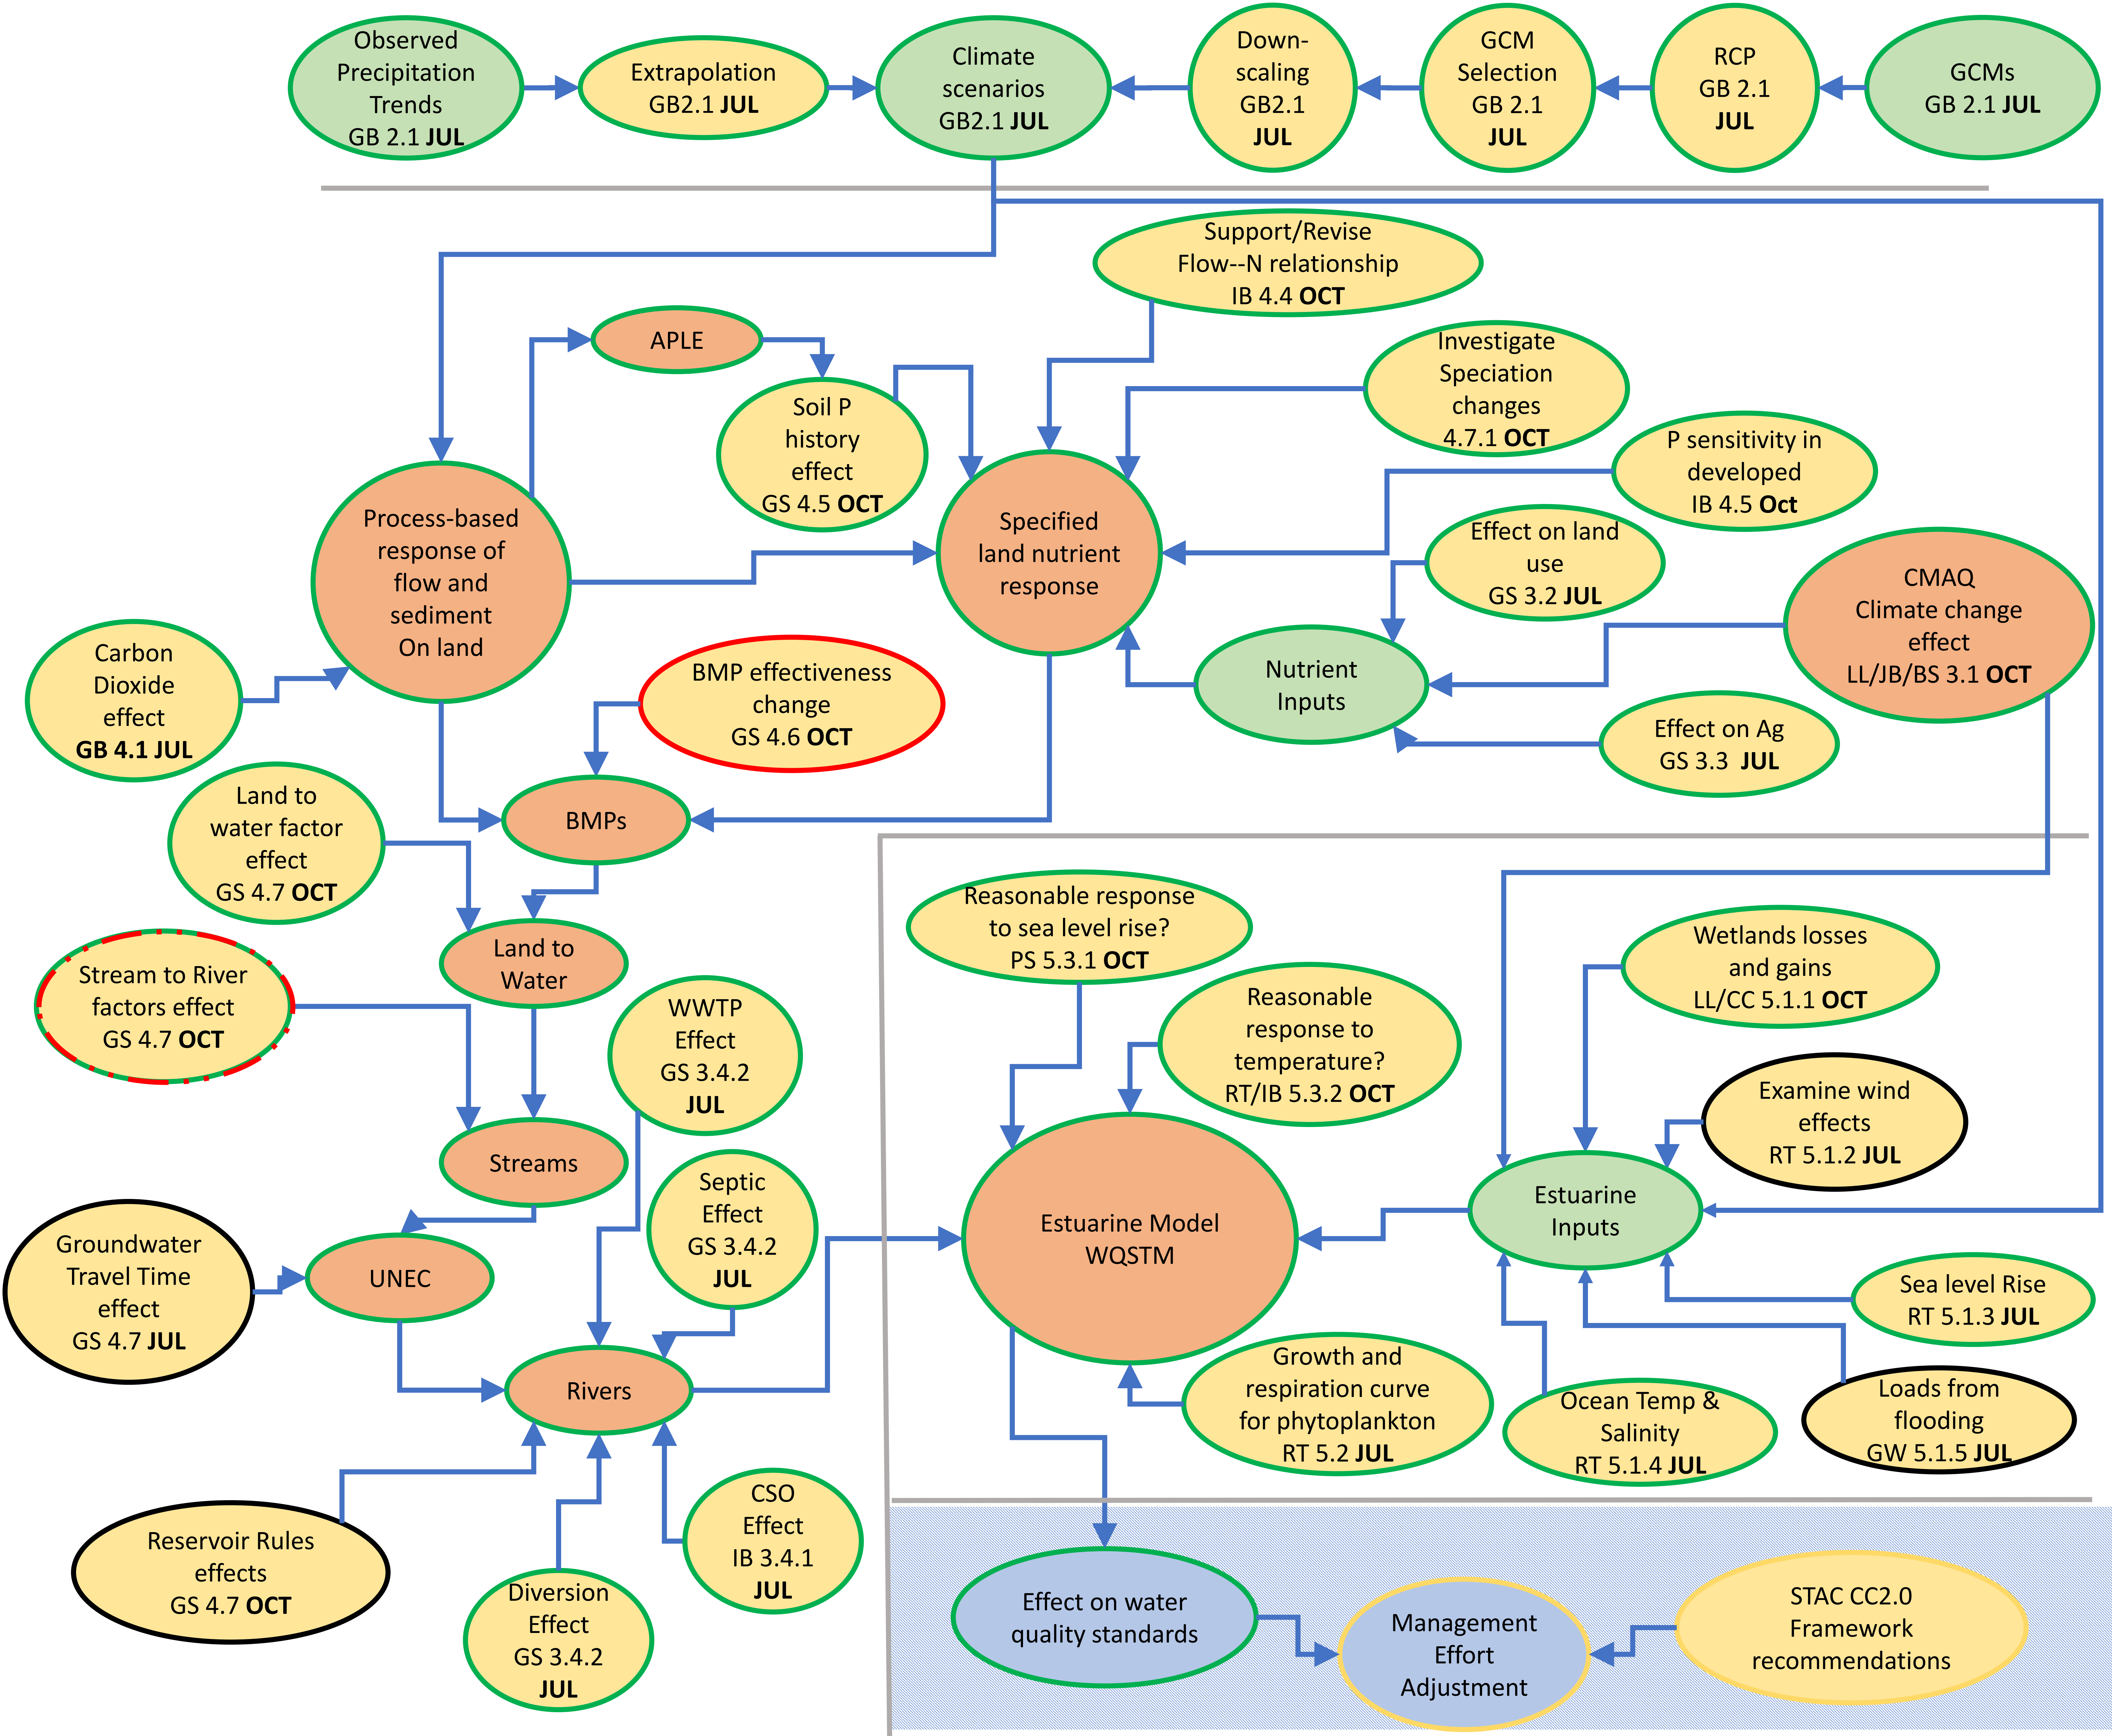 Observed
Precipitation
Trends
GB 2.1 JUL
Extrapolation
GB2.1 JUL
Climate
scenarios
GB2.1 JUL
Down-
scaling
GB2.1
JUL
GCM
Selection
GB 2.1
JUL
RCP
GB 2.1
JUL
GCMs
GB 2.1 JUL
Support/Revise
Flow--N relationship
IB 4.4 OCT
APLE
Investigate
Speciation
changes
4.7.1 OCT
Soil P
history
effect
GS 4.5 OCT
P sensitivity in
developed
IB 4.5 Oct
Process-based
response of
flow and
sediment
On land
Specified
land nutrient
response
Effect on land
use
GS 3.2 JUL
CMAQ
Climate change
effect
LL/JB/BS 3.1 OCT
Carbon
Dioxide
effect
GB 4.1 JUL
BMP effectiveness
change
GS 4.6 OCT
Nutrient
Inputs
Effect on Ag
GS 3.3 JUL
Land to
water factor
effect
GS 4.7 OCT
BMPs
Reasonable response
to sea level rise?
PS 5.3.1 OCT
Wetlands losses
and gains
LL/CC 5.1.1 OCT
Land to
Water
Stream to River
factors effect
GS 4.7 OCT
WWTP
Effect
GS 3.4.2
JUL
Reasonable
response to
temperature?
RT/IB 5.3.2 OCT
Examine wind
effects
RT 5.1.2 JUL
Streams
Septic
Effect
GS 3.4.2
JUL
Estuarine Model
WQSTM
Estuarine
Inputs
Groundwater
Travel Time
effect
GS 4.7 JUL
UNEC
Sea level Rise
RT 5.1.3 JUL
Rivers
Growth and
respiration curve
for phytoplankton
RT 5.2 JUL
Ocean Temp &
Salinity
RT 5.1.4 JUL
Loads from
flooding
GW 5.1.5 JUL
Reservoir Rules
effects
GS 4.7 OCT
CSO
Effect
IB 3.4.1
JUL
Diversion
Effect
GS 3.4.2
JUL
Effect on water
quality standards
Management
Effort
Adjustment
STAC CC2.0
Framework
recommendations